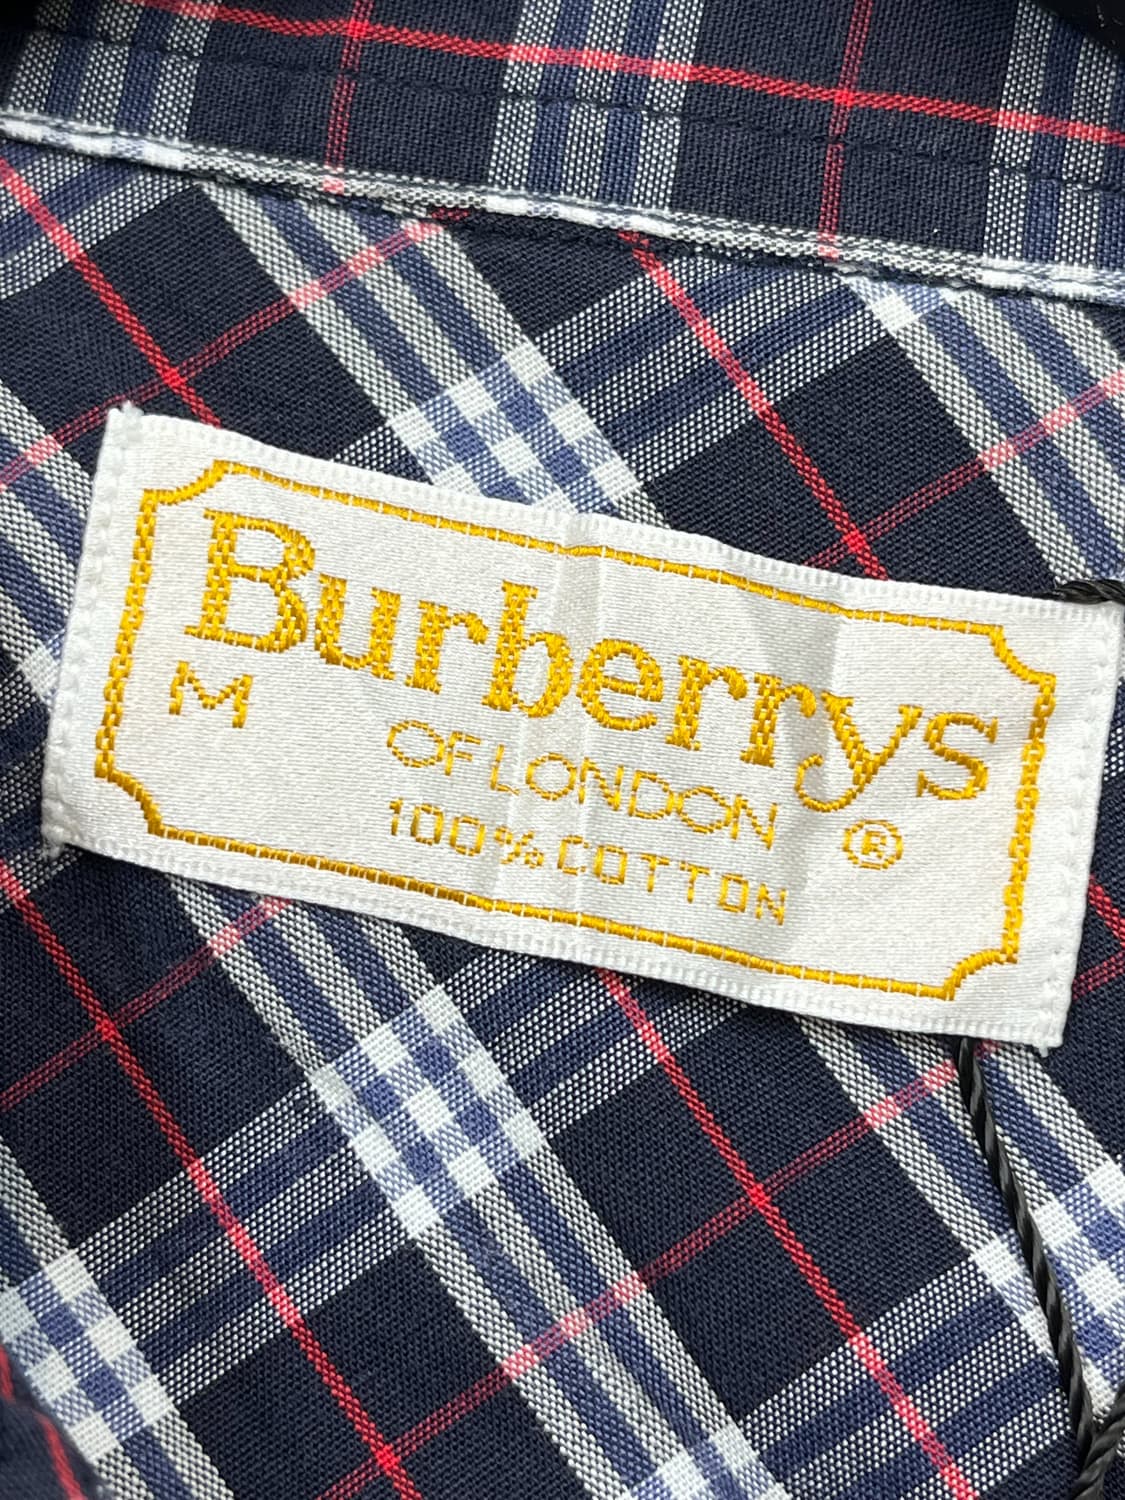 Burberrys
M
OF LONDON
®
100% COTTON